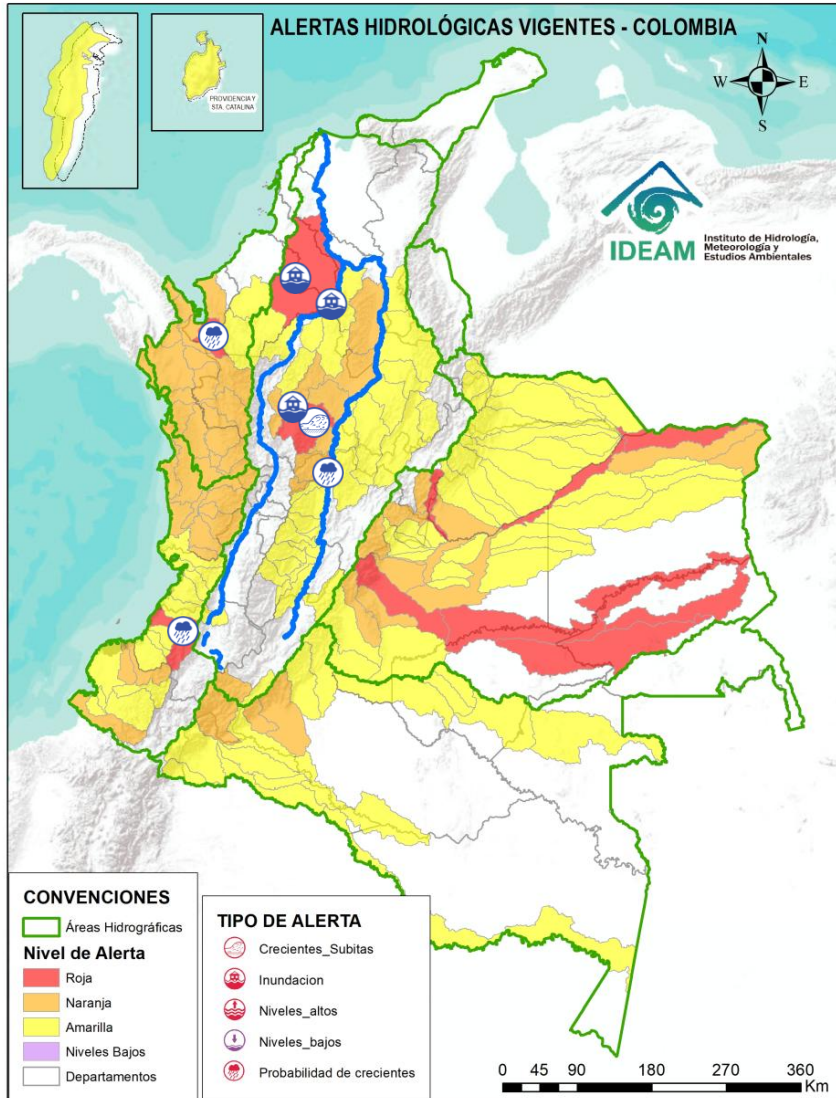 ALERTAS HIDROLÓGICAS VIGENTES - COLOMBIA
PROVIDENCIA Y
STA. CATALINA
N
W
E
S
IDEAM
Instituto de Hidrología,
Meteorología y
Estudios Ambientales
CONVENCIONES
Áreas Hidrográficas
Nivel de Alerta
Roja
Naranja
Amarilla
Niveles Bajos
Departamentos
TIPO DE ALERTA
Crecientes_Subitas
Inundacion
Niveles_altos
Niveles_bajos
Probabilidad de crecientes
0 45 90 180 270 360
Km